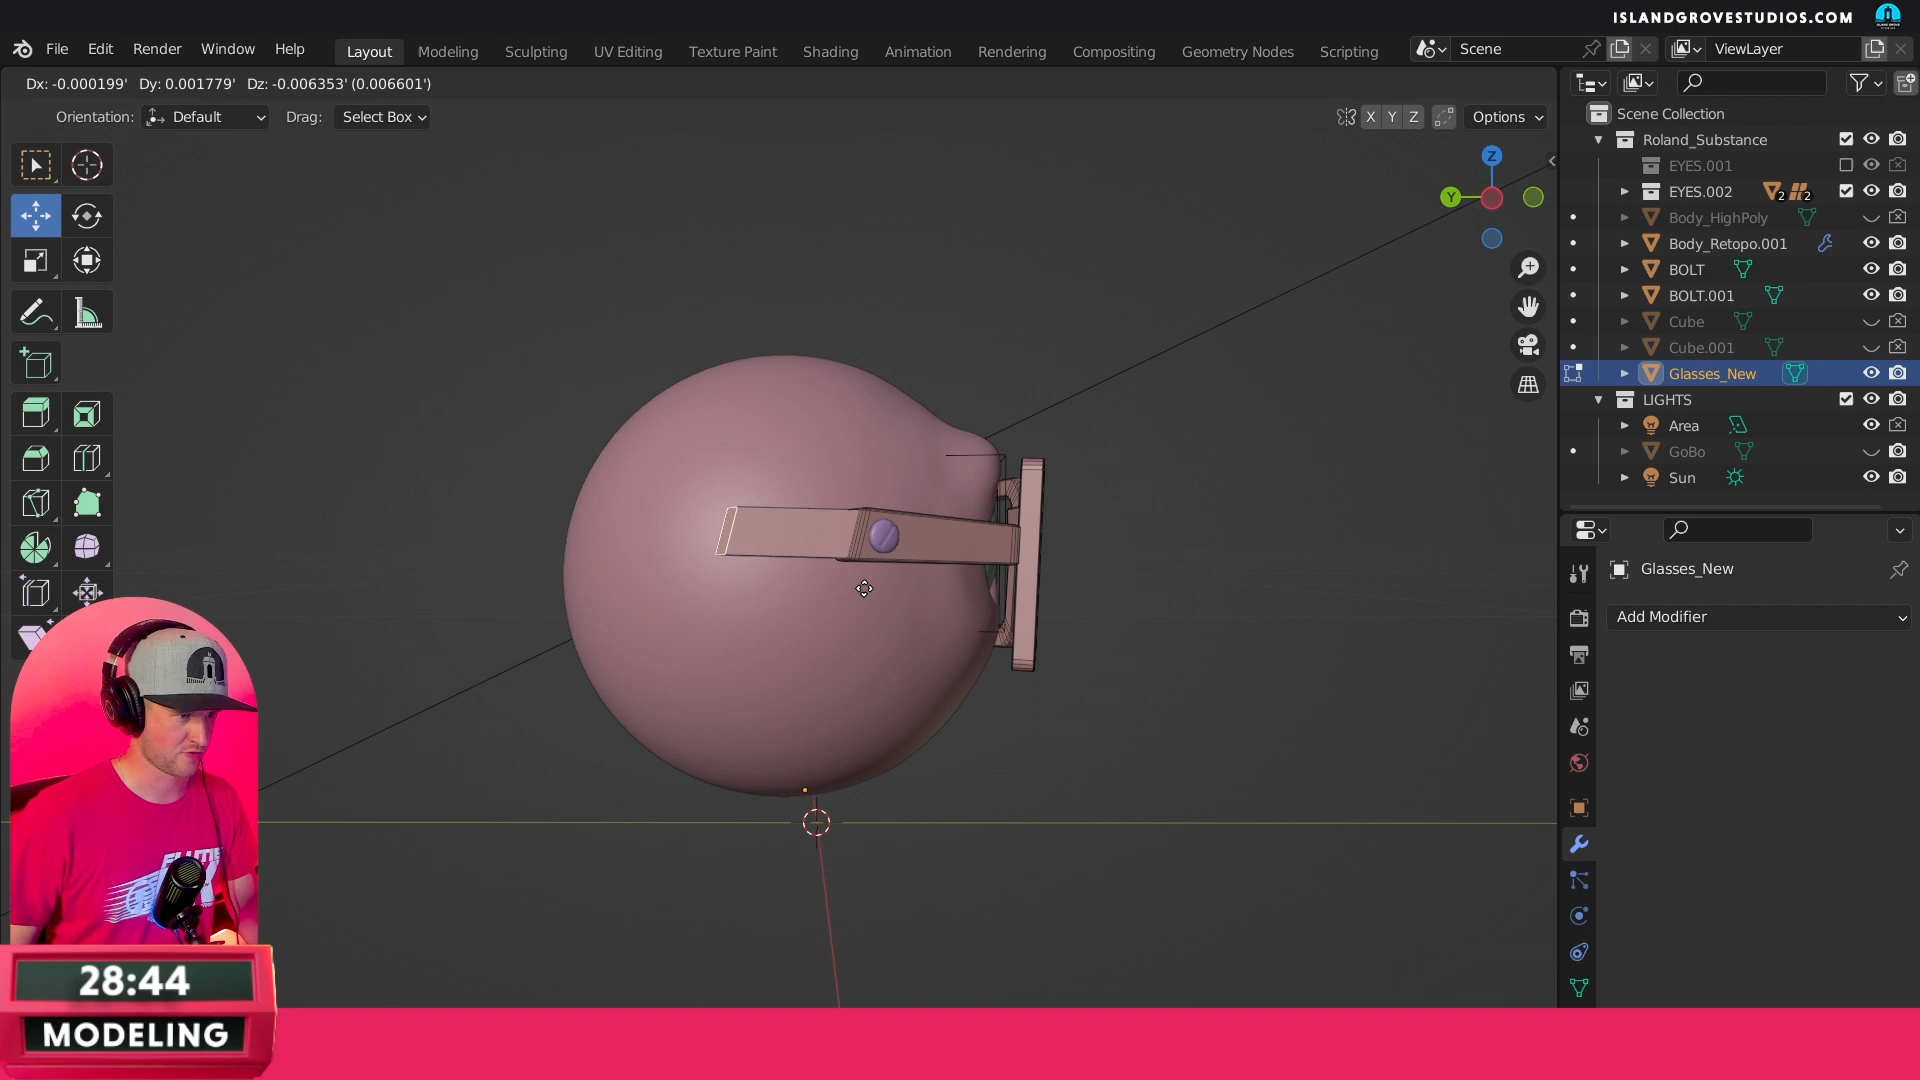 ISLANDGROVESTUDIOS.COM
File Edit Render Window Help Layout Modeling Sculpting UV Editing Texture Paint Shading Animation Rendering Compositing Geometry Nodes Scripting Scene ViewLayer
Dx: -0.000199' Dy: 0.001779' Dz: -0.006353' (0.006601')
Orientation: Default Drag: Select Box X Y Z Options
Scene Collection
Roland_Substance
EYES.001
EYES.002 2 2
Body_HighPoly
Body_Retopo.001
BOLT
BOLT.001
Cube
Cube.001
Glasses_New
LIGHTS
Area
GoBo
Sun
Z
Y
Glasses_New
Add Modifier
28:44
MODELING